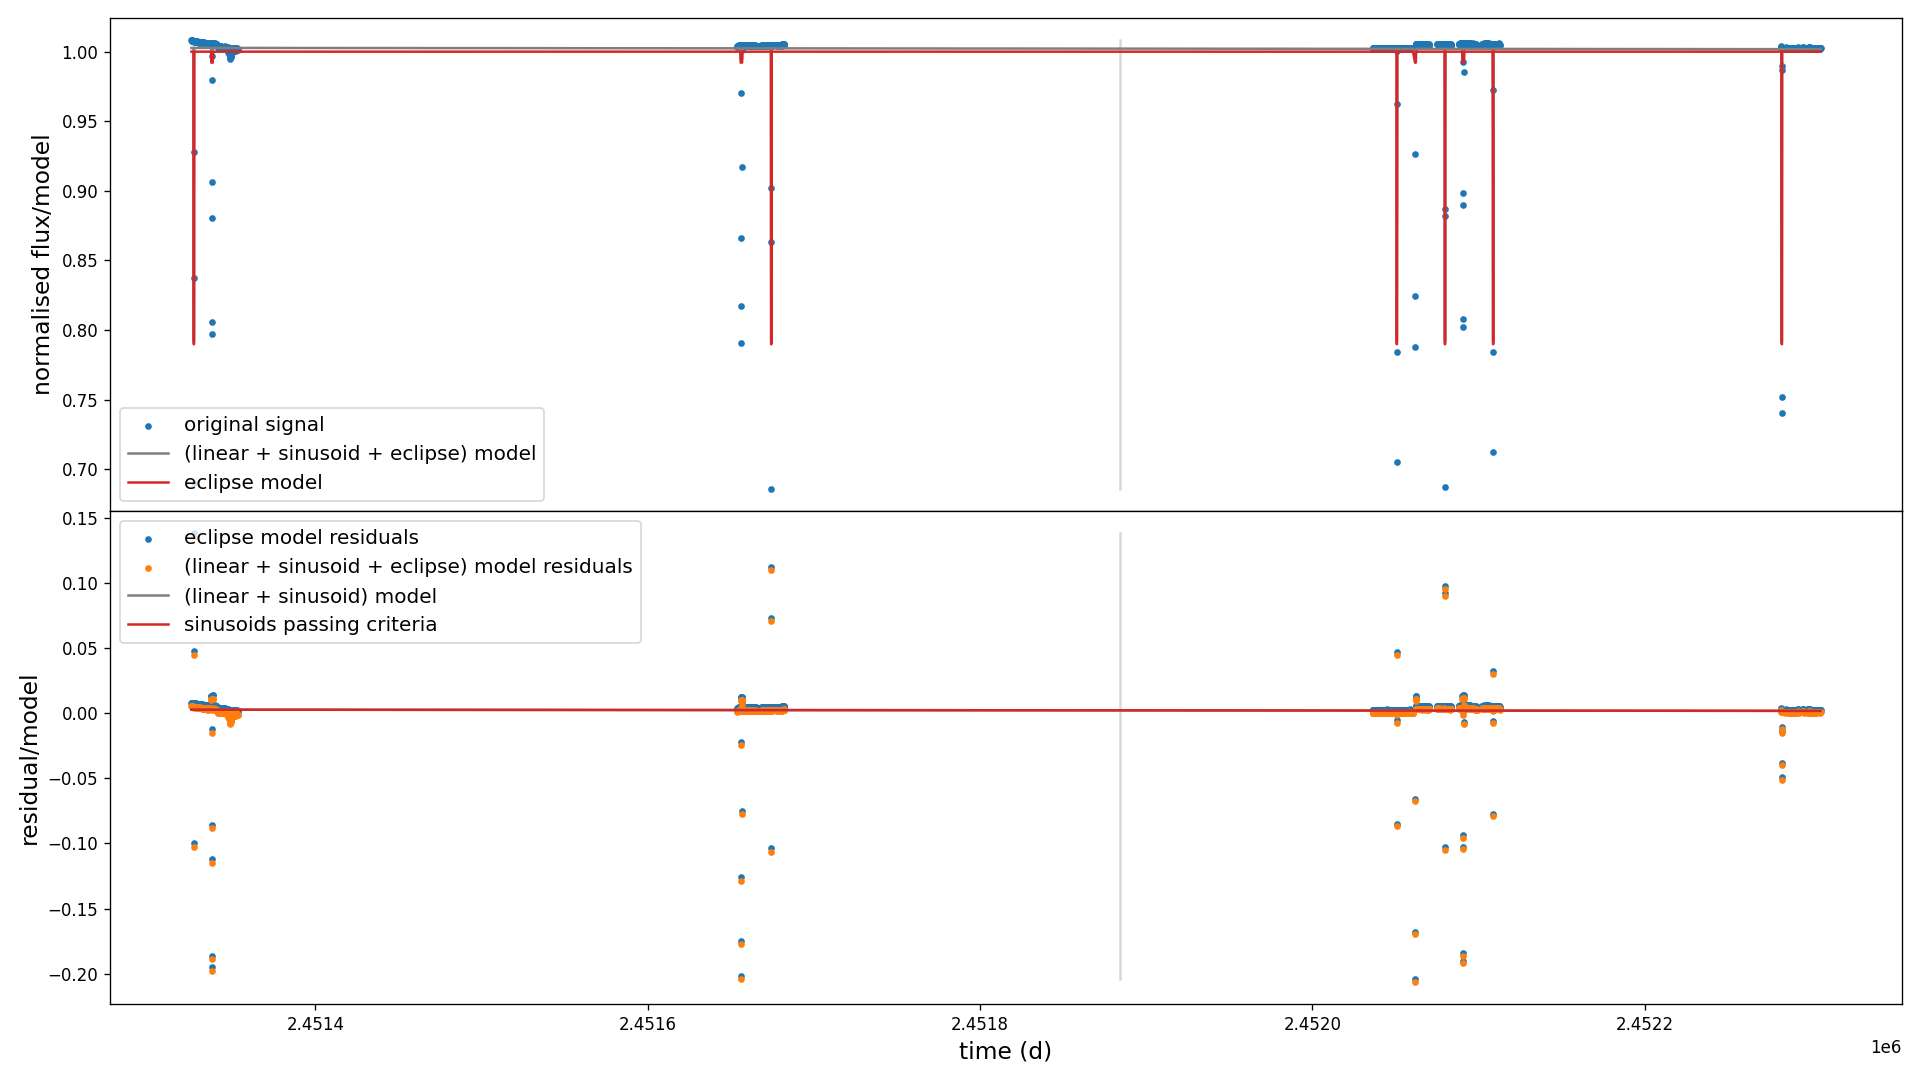 1.00
0.95
0.90
0.85
0.80
0.75
0.70
normalised flux/model
original signal
(linear + sinusoid + eclipse) model
eclipse model
0.15
0.10
0.05
0.00
−0.05
−0.10
−0.15
−0.20
residual/model
eclipse model residuals
(linear + sinusoid + eclipse) model residuals
(linear + sinusoid) model
sinusoids passing criteria
2.4514 2.4516 2.4518 2.4520 2.4522
time (d)
1e6